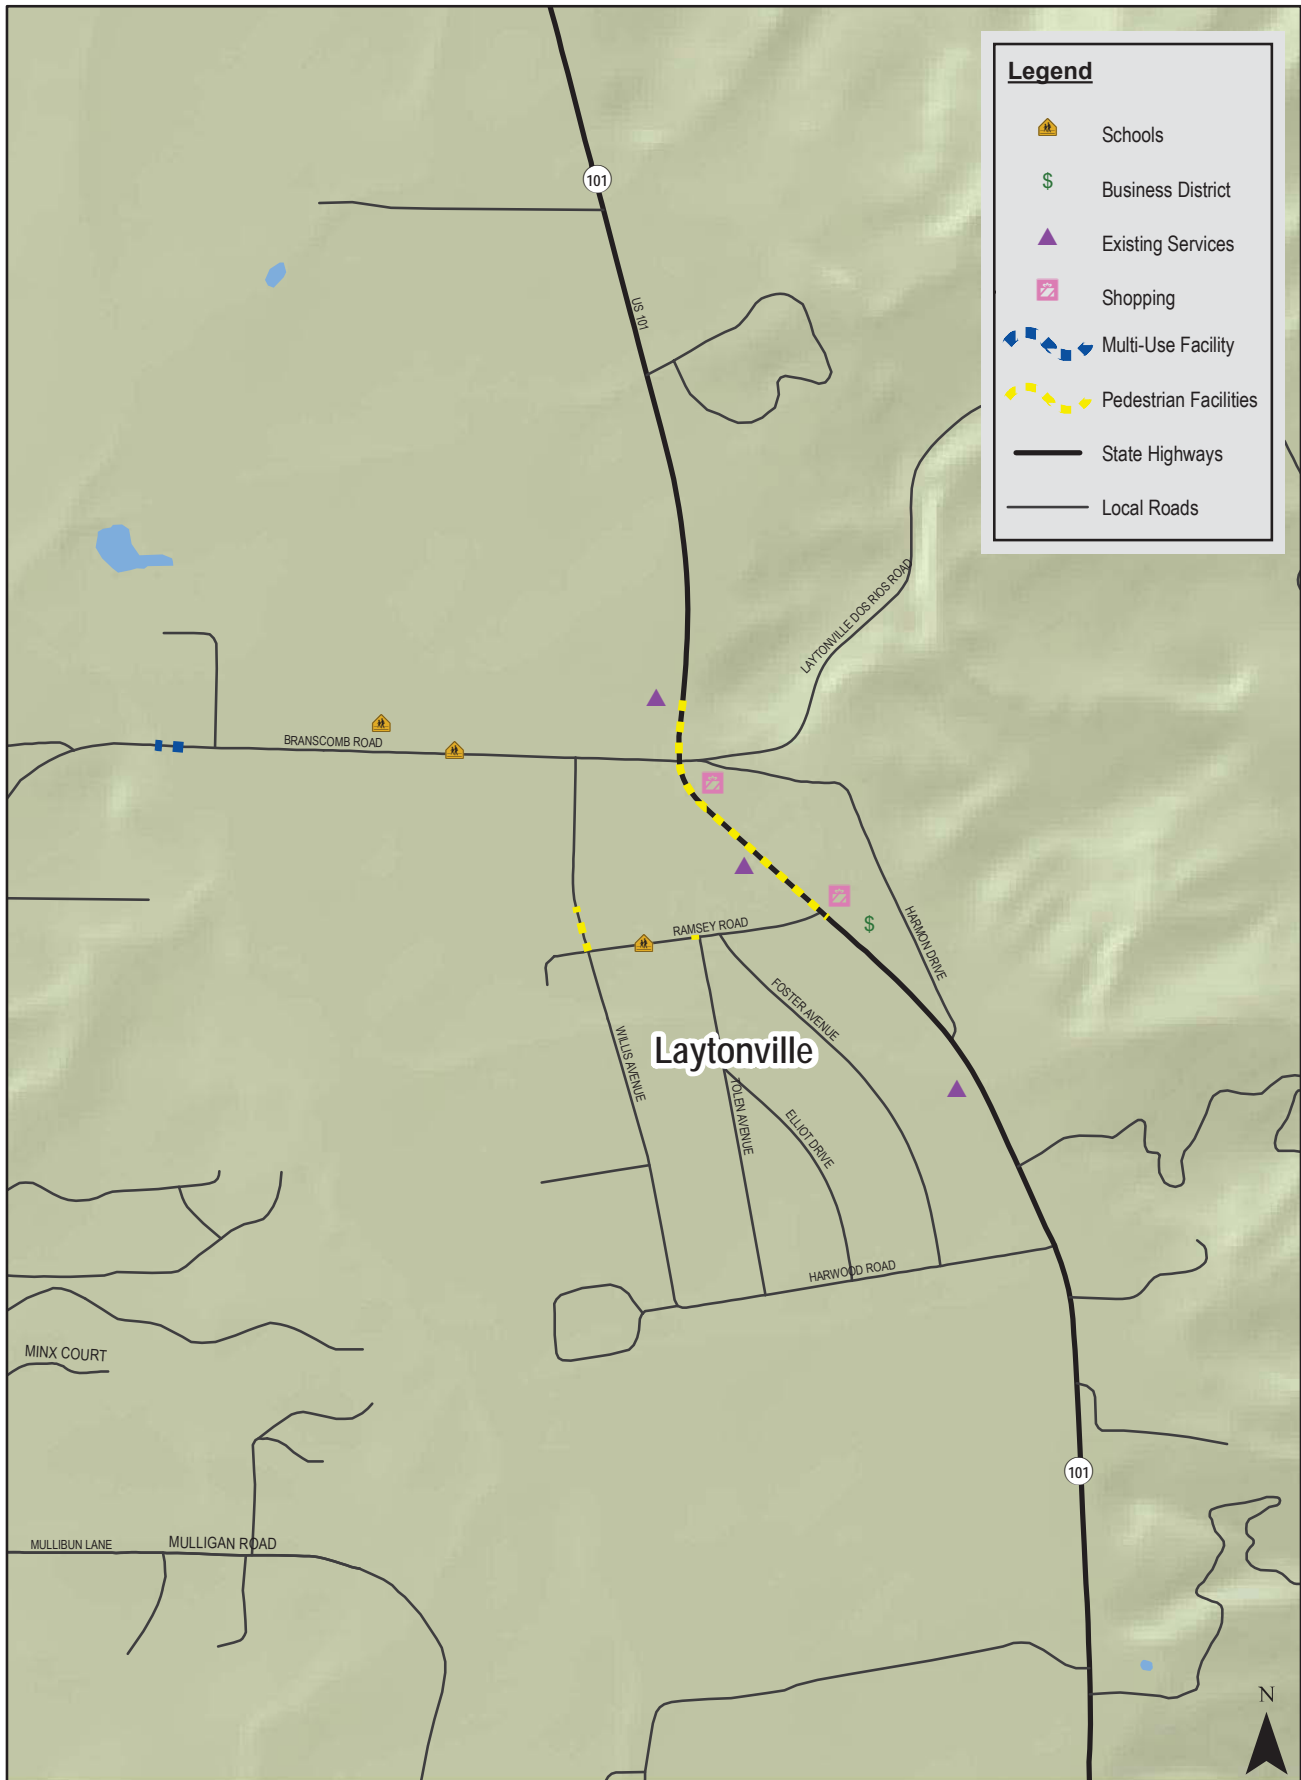 Legend
Schools
$
Business District
Existing Services
Shopping
Multi-Use Facility
Pedestrian Facilities
State Highways
Local Roads
101
US 101
LAYTONVILLE DOS RIOS ROAD
BRANSCOMB ROAD
RAMSEY ROAD
$
HARMON DRIVE
FOSTER AVENUE
WILLIS AVENUE
Laytonville
TOLEN AVENUE
ELLIOT DRIVE
HARWOOD ROAD
MINX COURT
101
MULLIBUN LANE
MULLIGAN ROAD
N